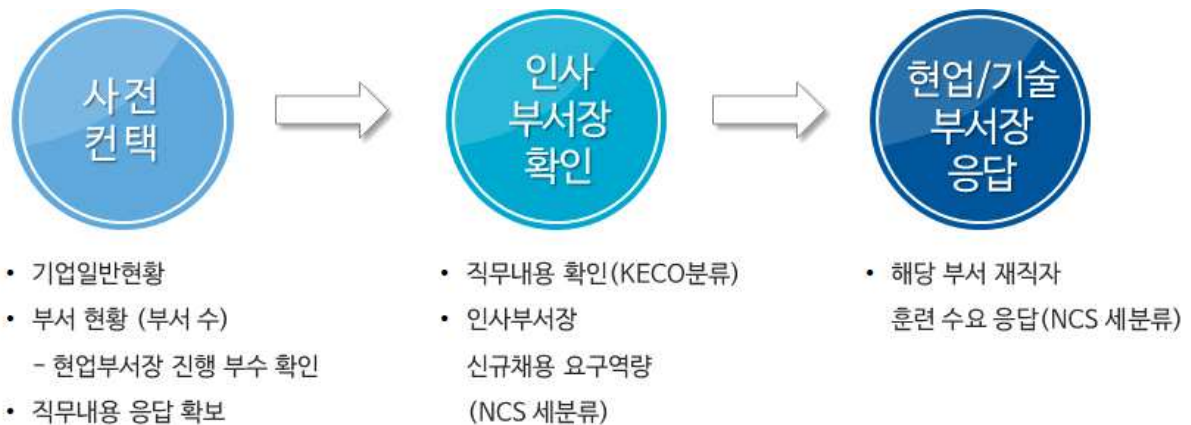 사전
컨택
인사
부서장
확인
현업/기술
부서장
응답
• 기업일반현황
• 부서 현황 (부서 수)
- 현업부서장 진행 부수 확인
• 직무내용 응답 확보
• 직무내용 확인(KECO분류)
• 인사부서장
신규채용 요구역량
(NCS 세분류)
• 해당 부서 재직자
훈련 수요 응답(NCS 세분류)